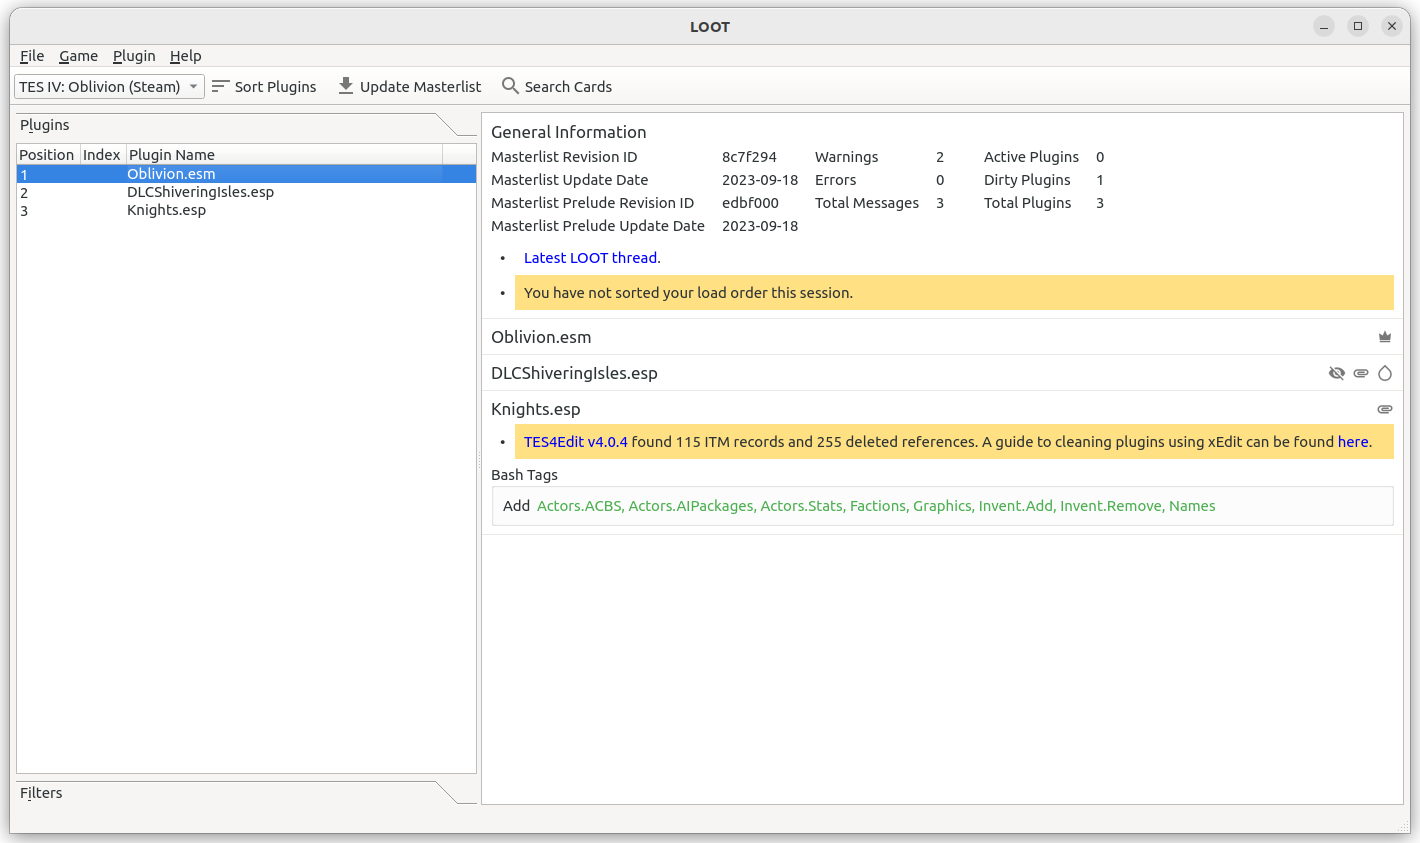 LOOT
File Game Plugin Help
TES IV: Oblivion (Steam) Sort Plugins Update Masterlist Search Cards
Plugins
Position Index Plugin Name
1 Oblivion.esm
2 DLCShiveringIsles.esp
3 Knights.esp
Filters
General Information
Masterlist Revision ID 8c7f294 Warnings 2 Active Plugins 0
Masterlist Update Date 2023-09-18 Errors 0 Dirty Plugins 1
Masterlist Prelude Revision ID edbf000 Total Messages 3 Total Plugins 3
Masterlist Prelude Update Date 2023-09-18
• Latest LOOT thread.
• You have not sorted your load order this session.
Oblivion.esm
DLCShiveringIsles.esp
Knights.esp
• TES4Edit v4.0.4 found 115 ITM records and 255 deleted references. A guide to cleaning plugins using xEdit can be found here.
Bash Tags
Add Actors.ACBS, Actors.AIPackages, Actors.Stats, Factions, Graphics, Invent.Add, Invent.Remove, Names